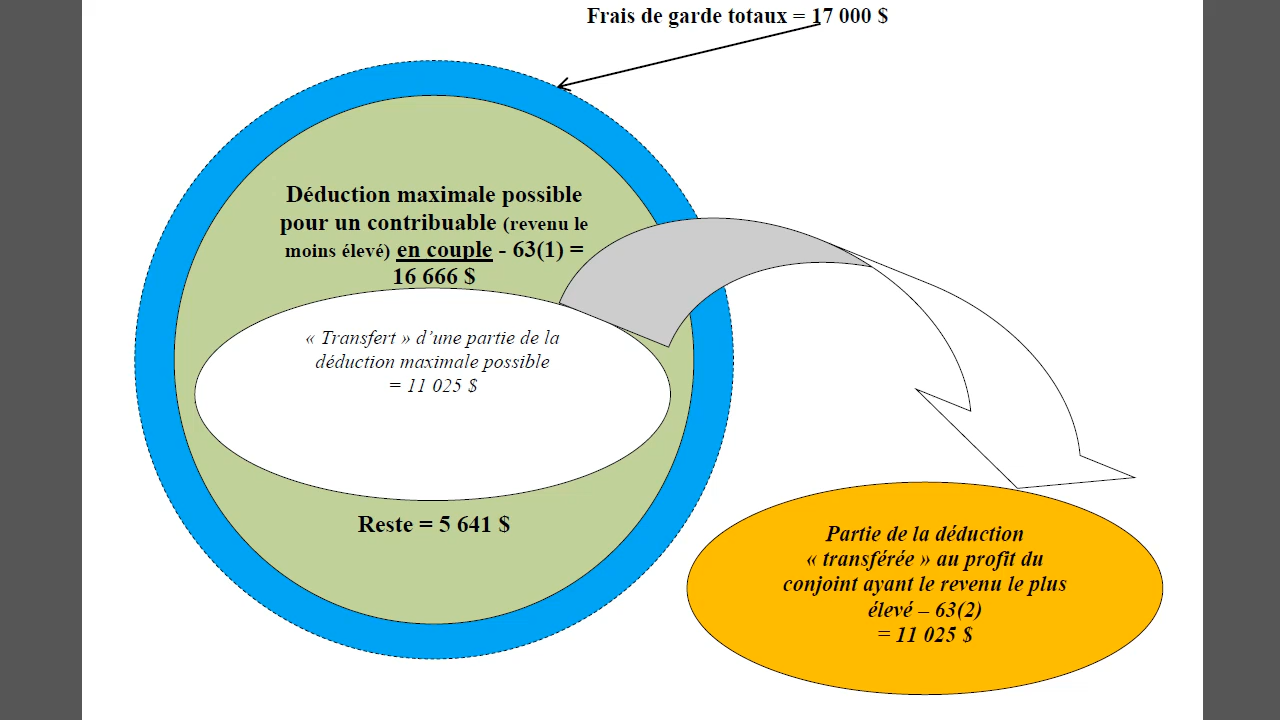 Frais de garde totaux = 17 000 $
Déduction maximale possible
pour un contribuable (revenu le
moins élevé) en couple - 63(1) =
16 666 $
« Transfert » d’une partie de la
déduction maximale possible
= 11 025 $
Reste = 5 641 $
Partie de la déduction
« transférée » au profit du
conjoint ayant le revenu le plus
élevé – 63(2)
= 11 025 $